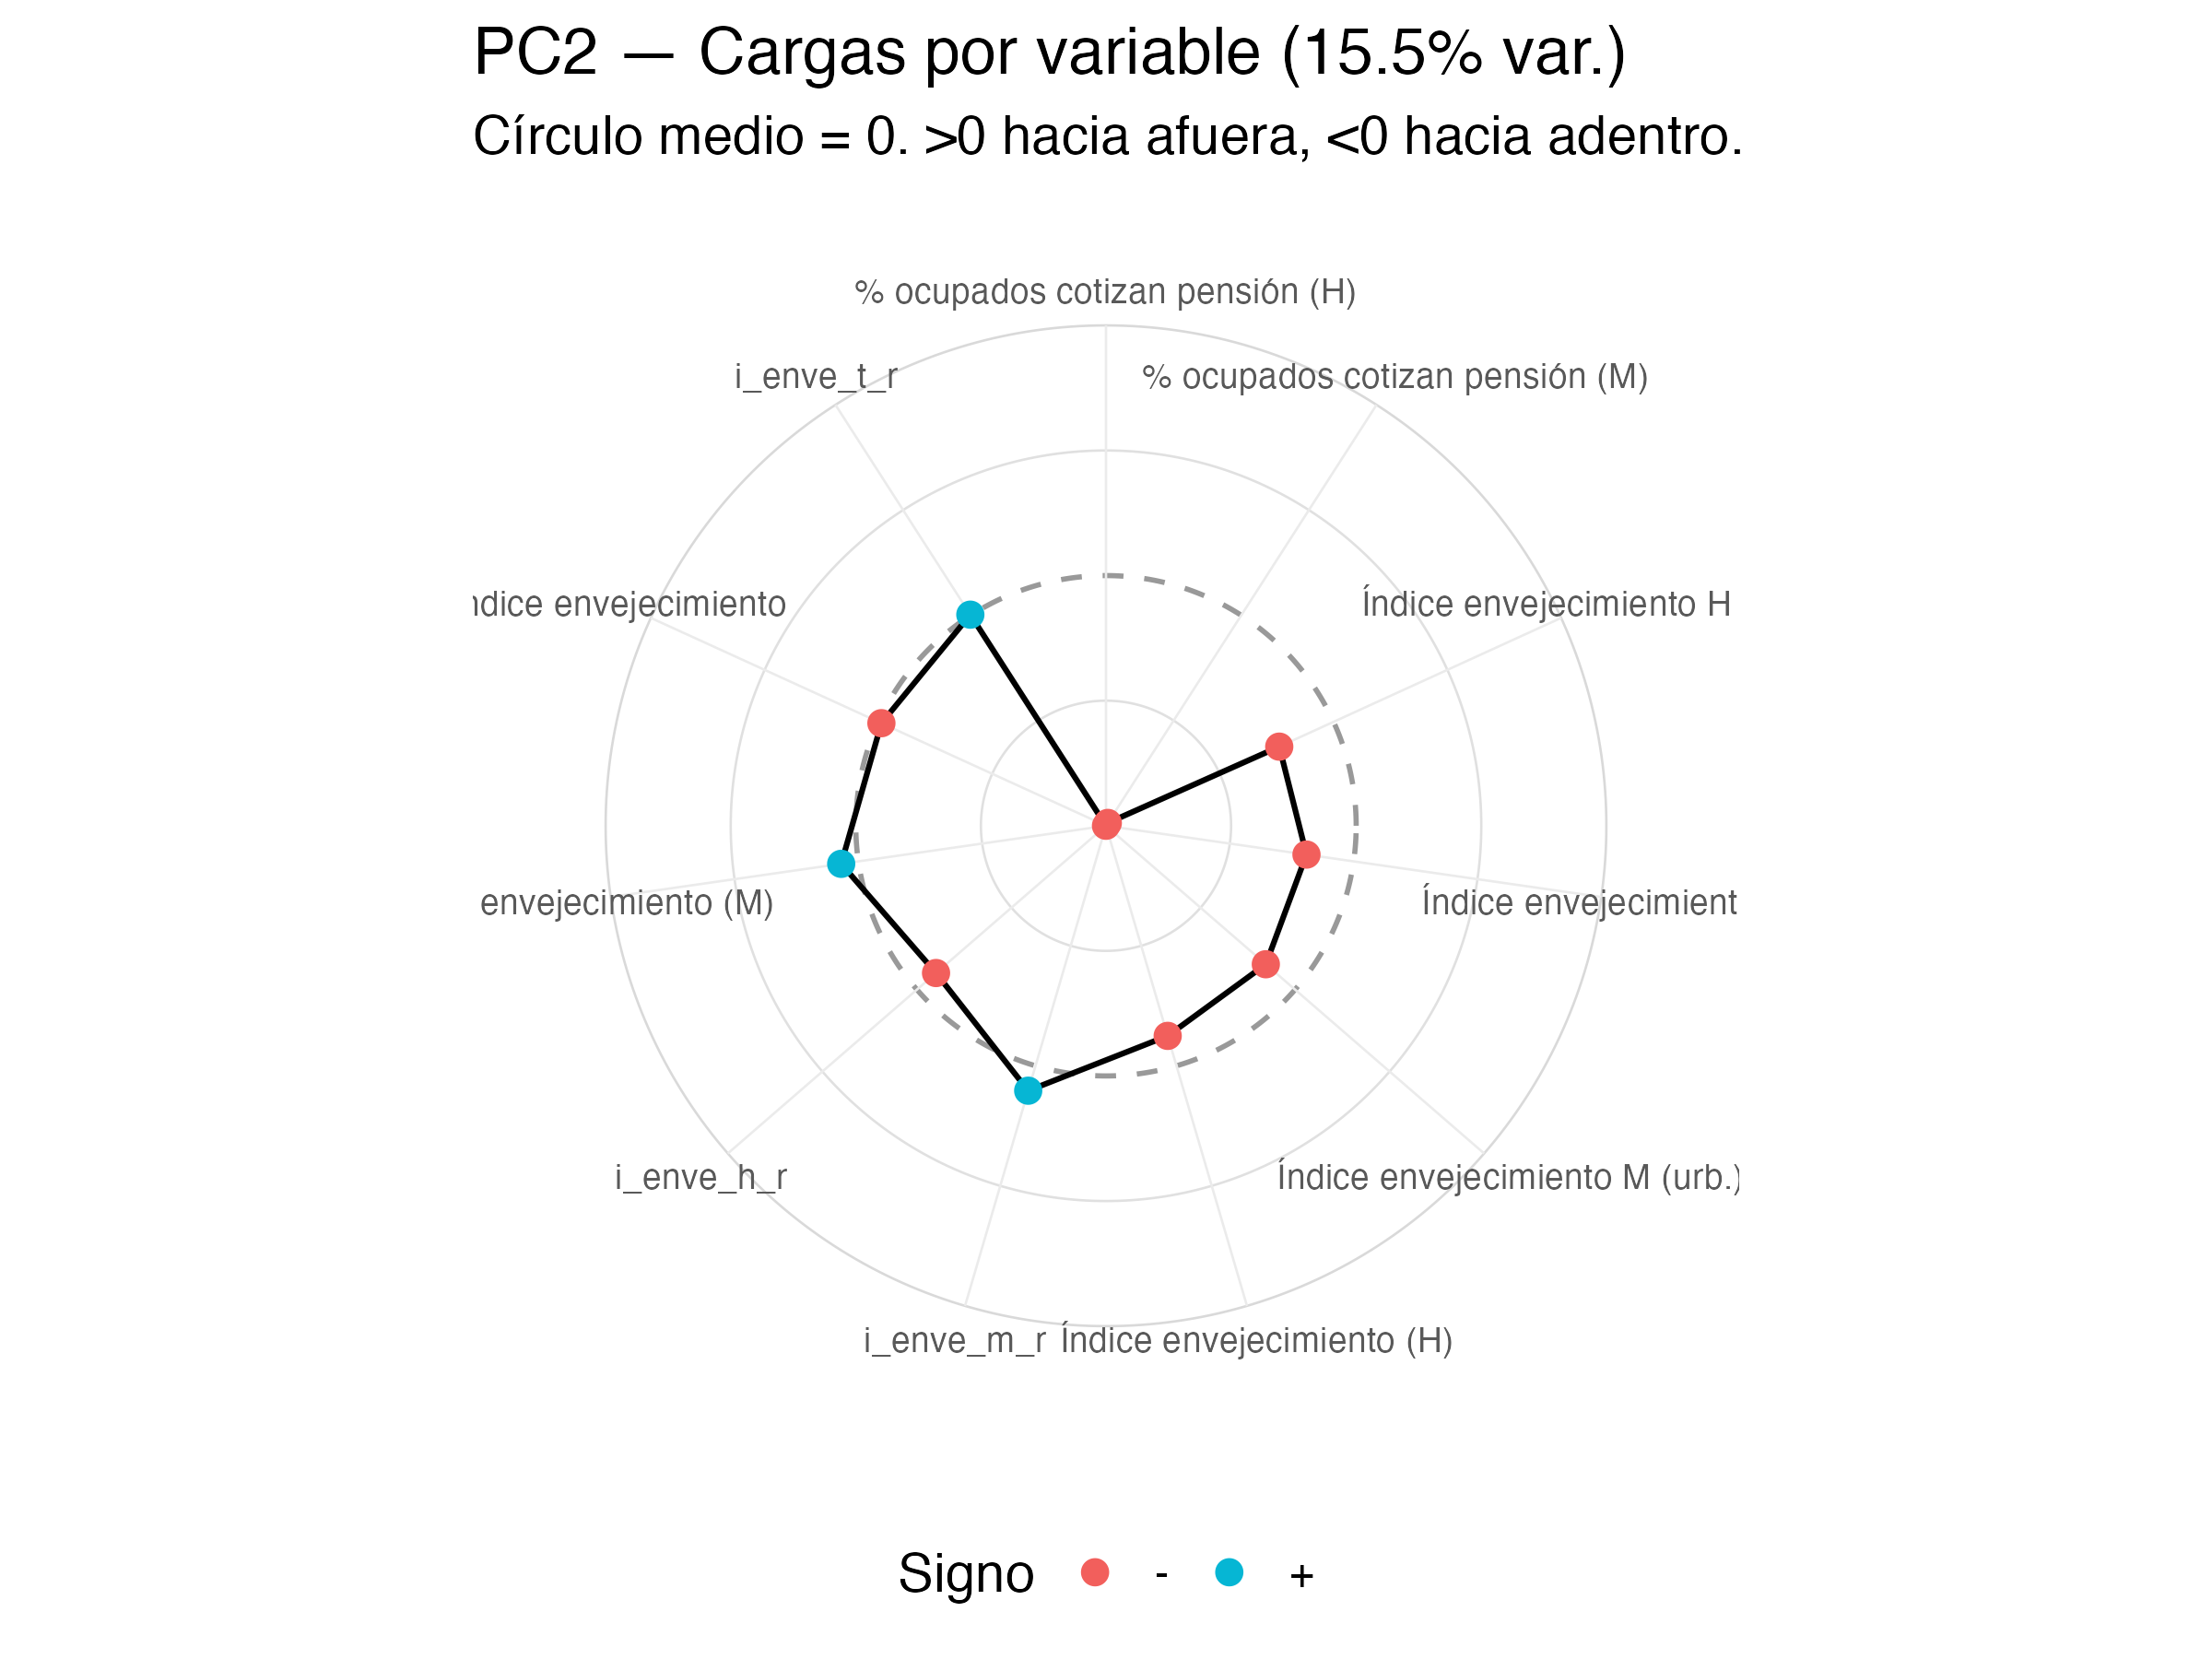 PC2 — Cargas por variable (15.5% var.)
Círculo medio = 0. >0 hacia afuera, <0 hacia adentro.
% ocupados cotizan pensión (H)
i_enve_t_r
% ocupados cotizan pensión (M)
ndice envejecimiento
Índice envejecimiento H
envejecimiento (M)
Índice envejecimient
i_enve_h_r
Índice envejecimiento M (urb.)
i_enve_m_r
Índice envejecimiento (H)
Signo - +